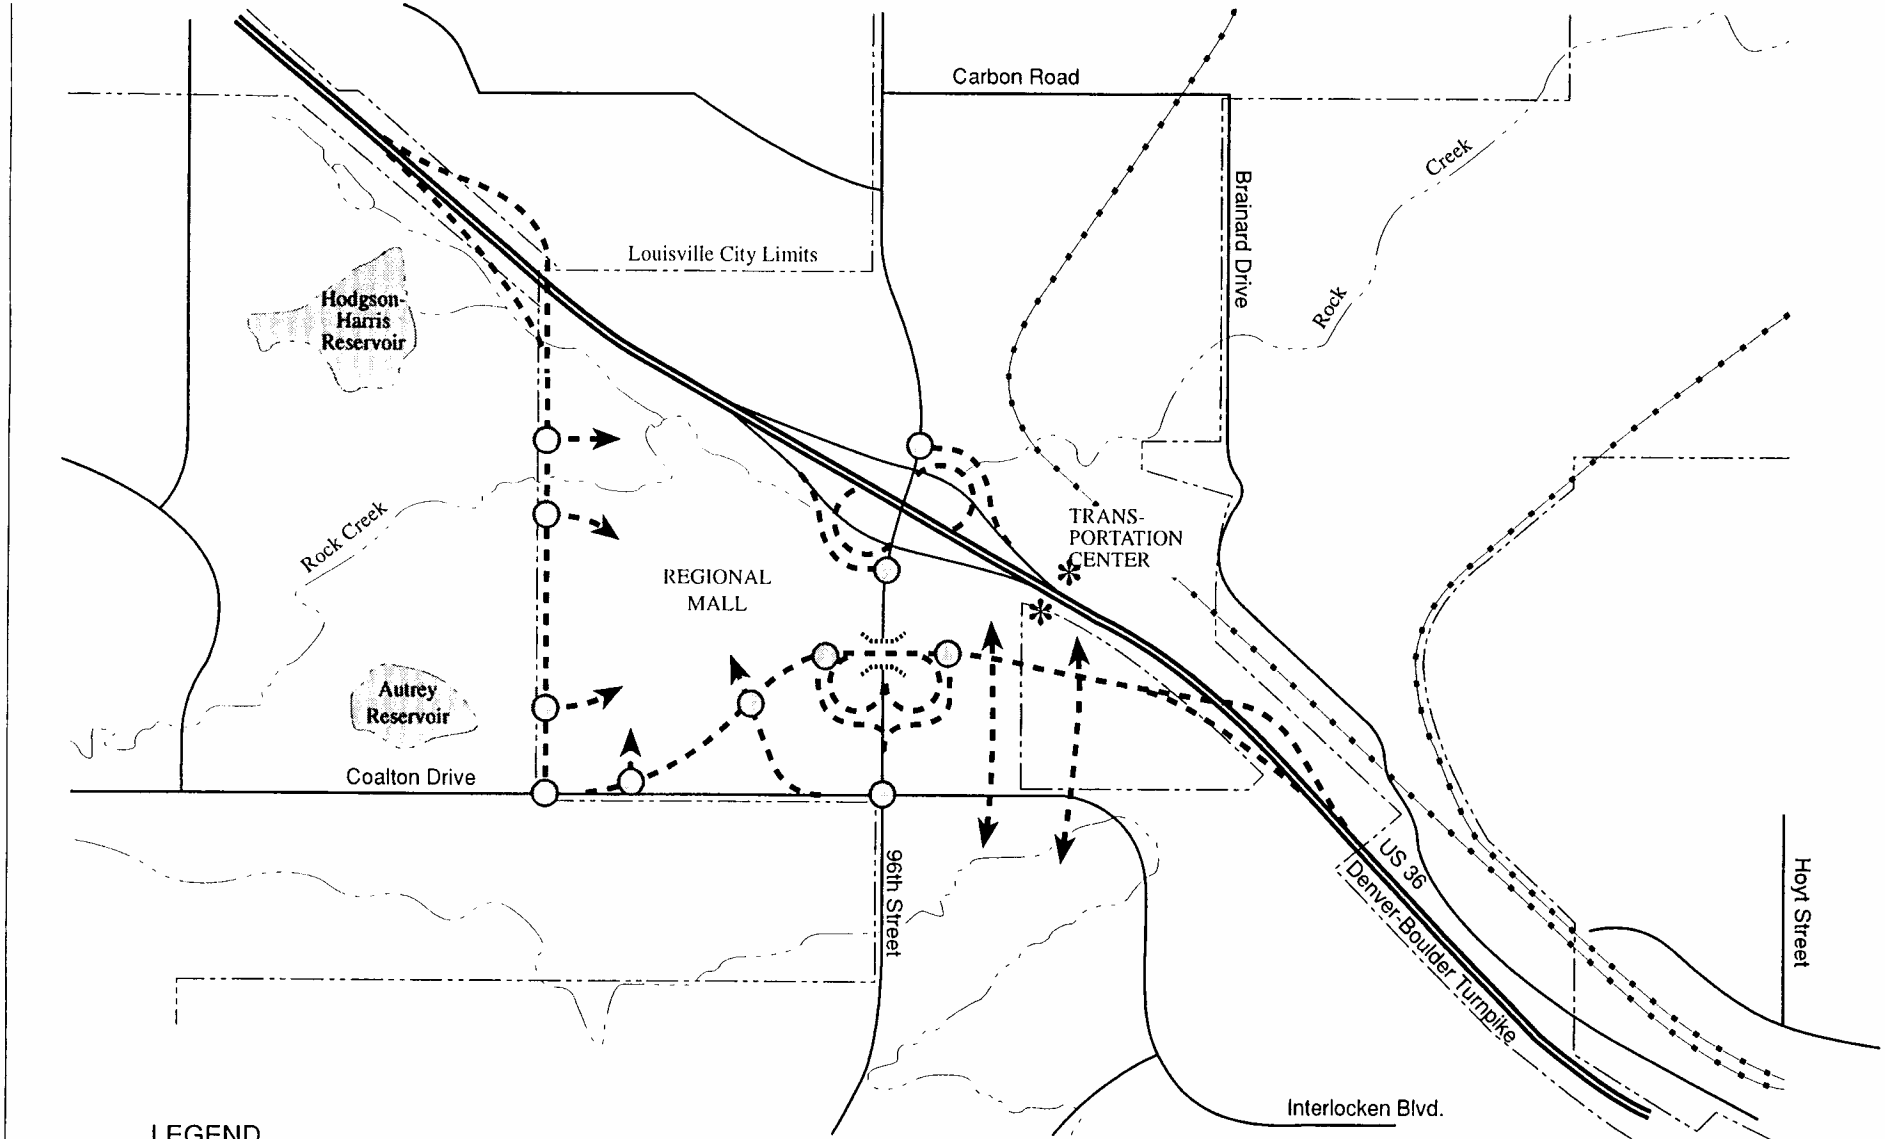 Carbon Road
Creek
Brainard Drive
Louisville City Limits
Hodgson-
Harris
Reservoir
Rock
Rock Creek
TRANS-
PORTATION
CENTER
REGIONAL
MALL
Autrey
Reservoir
Coalton Drive
96th Street
US 36
Denver-Boulder Turnpike
Hoyt Street
Interlocken Blvd.
LEGEND